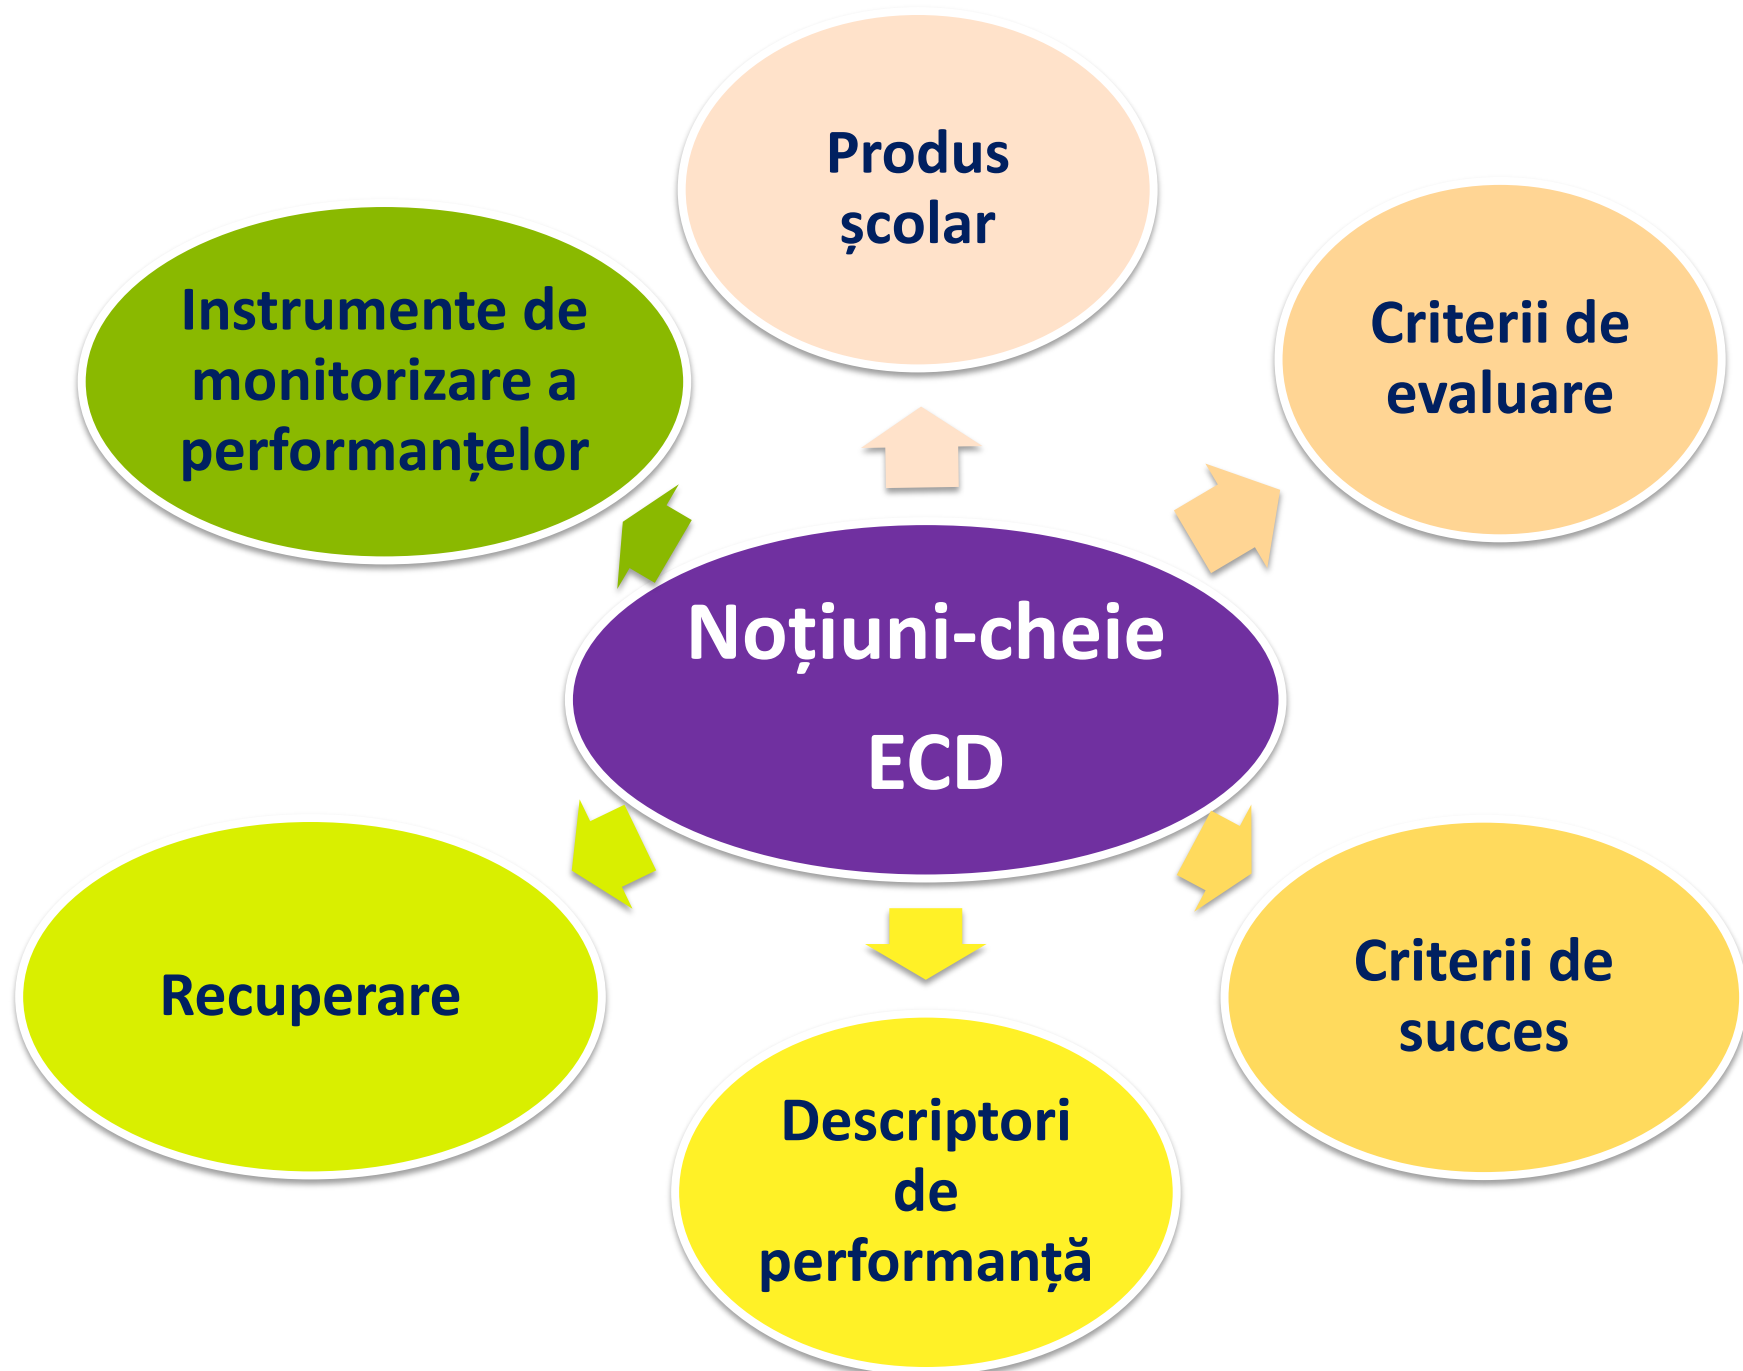 Produs
școlar
Instrumente de
monitorizare a
performanțelor
Criterii de
evaluare
Noțiuni-cheie
ECD
Recuperare
Criterii de
succes
Descriptori
de
performanță